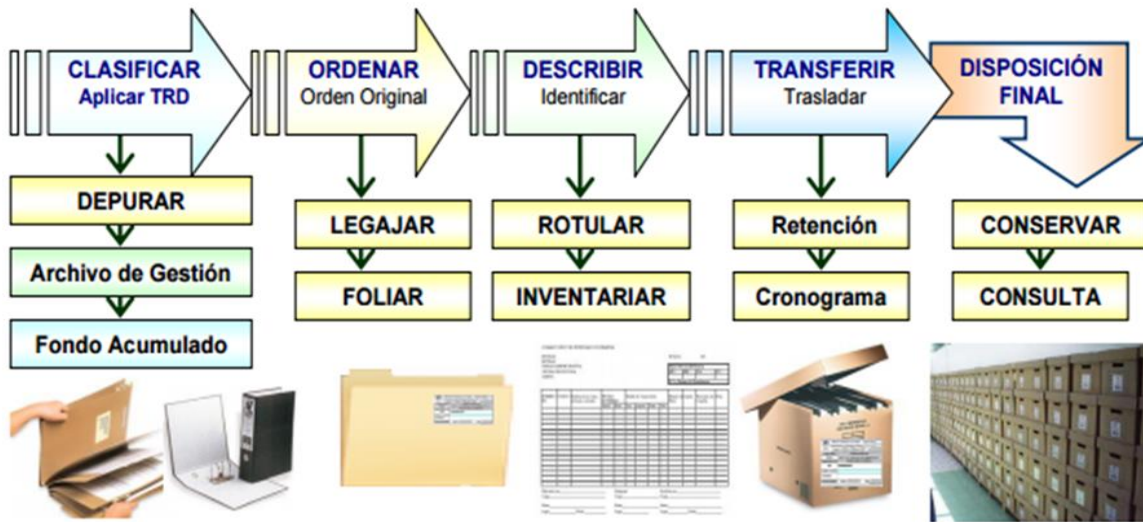 CLASIFICAR
Aplicar TRD
ORDENAR
Orden Original
DESCRIBIR
Identificar
TRANSFERIR
Trasladar
DISPOSICIÓN
FINAL
DEPURAR
Archivo de Gestión
Fondo Acumulado
LEGAJAR
FOLIAR
ROTULAR
INVENTARIAR
Retención
Cronograma
CONSERVAR
CONSULTA